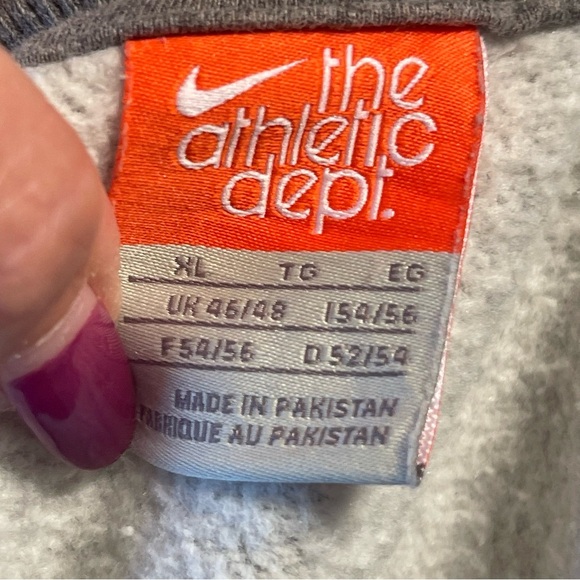 the
athletic
dept.
XL TG EG
UK 46/48 I 54/56
F 54/56 D 52/54
MADE IN PAKISTAN
FABRIQUE AU PAKISTAN